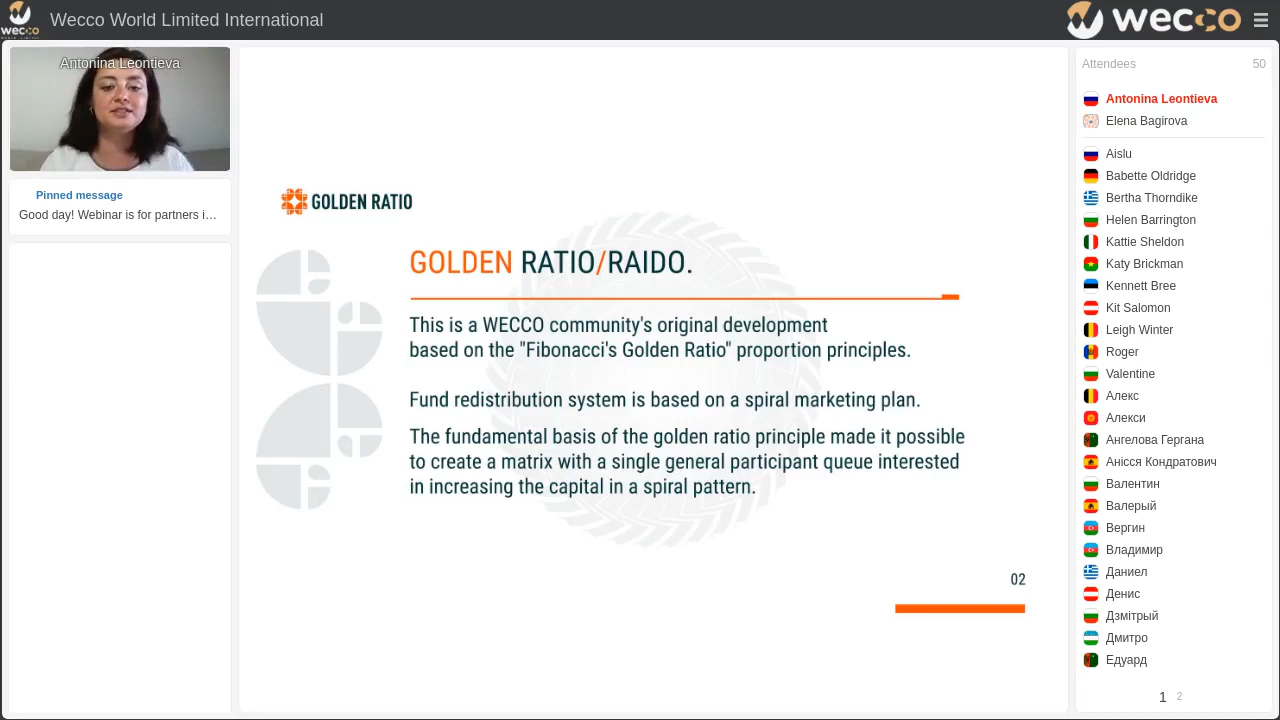 wecco
Wecco World Limited International
wecco
Antonina Leontieva
Pinned message
Good day! Webinar is for partners i…
GOLDEN RATIO
GOLDEN RATIO/RAIDO.
This is a WECCO community's original development
based on the "Fibonacci's Golden Ratio" proportion principles.
Fund redistribution system is based on a spiral marketing plan.
The fundamental basis of the golden ratio principle made it possible
to create a matrix with a single general participant queue interested
in increasing the capital in a spiral pattern.
02
Attendees 50
Antonina Leontieva
Elena Bagirova
Aislu
Babette Oldridge
Bertha Thorndike
Helen Barrington
Kattie Sheldon
Katy Brickman
Kennett Bree
Kit Salomon
Leigh Winter
Roger
Valentine
Алекс
Алекси
Ангелова Гергана
Анісся Кондратович
Валентин
Валерый
Вергин
Владимир
Даниел
Денис
Дзмітрый
Дмитро
Едуард
1 2